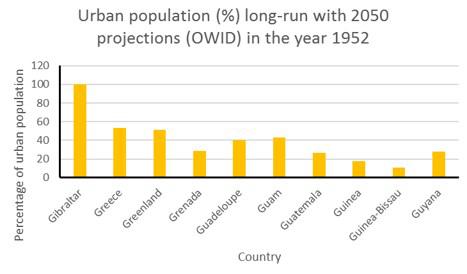 Urban population (%) long-run with 2050
projections (OWID) in the year 1952
Percentage of urban population
120
100
80
60
40
20
0
Gibraltar
Greece
Greenland
Grenada
Guadeloupe
Guam
Guatemala
Guinea
Guinea-Bissau
Guyana
Country